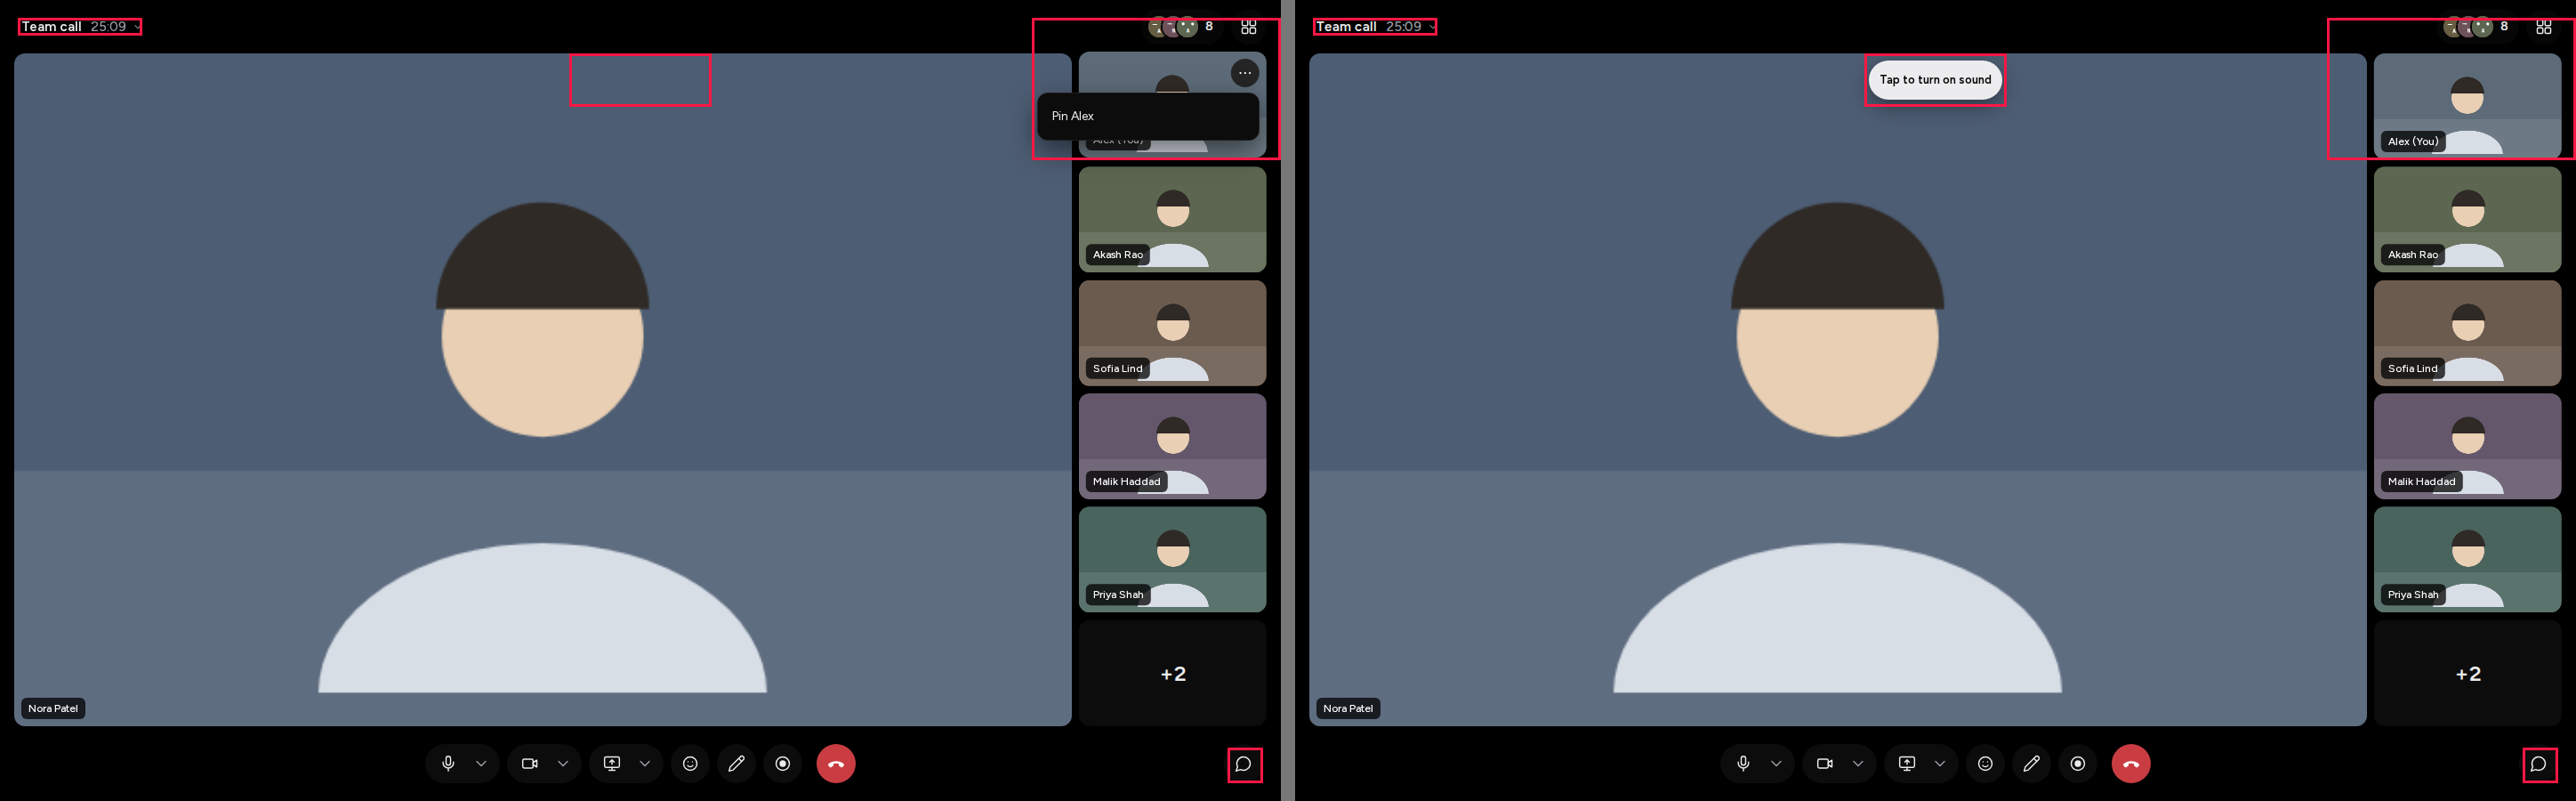 Team call 25:09
8
Pin Alex
Alex (You)
Akash Rao
Sofia Lind
Malik Haddad
Priya Shah
+2
Nora Patel
Team call 25:09
8
Tap to turn on sound
Alex (You)
Akash Rao
Sofia Lind
Malik Haddad
Priya Shah
+2
Nora Patel